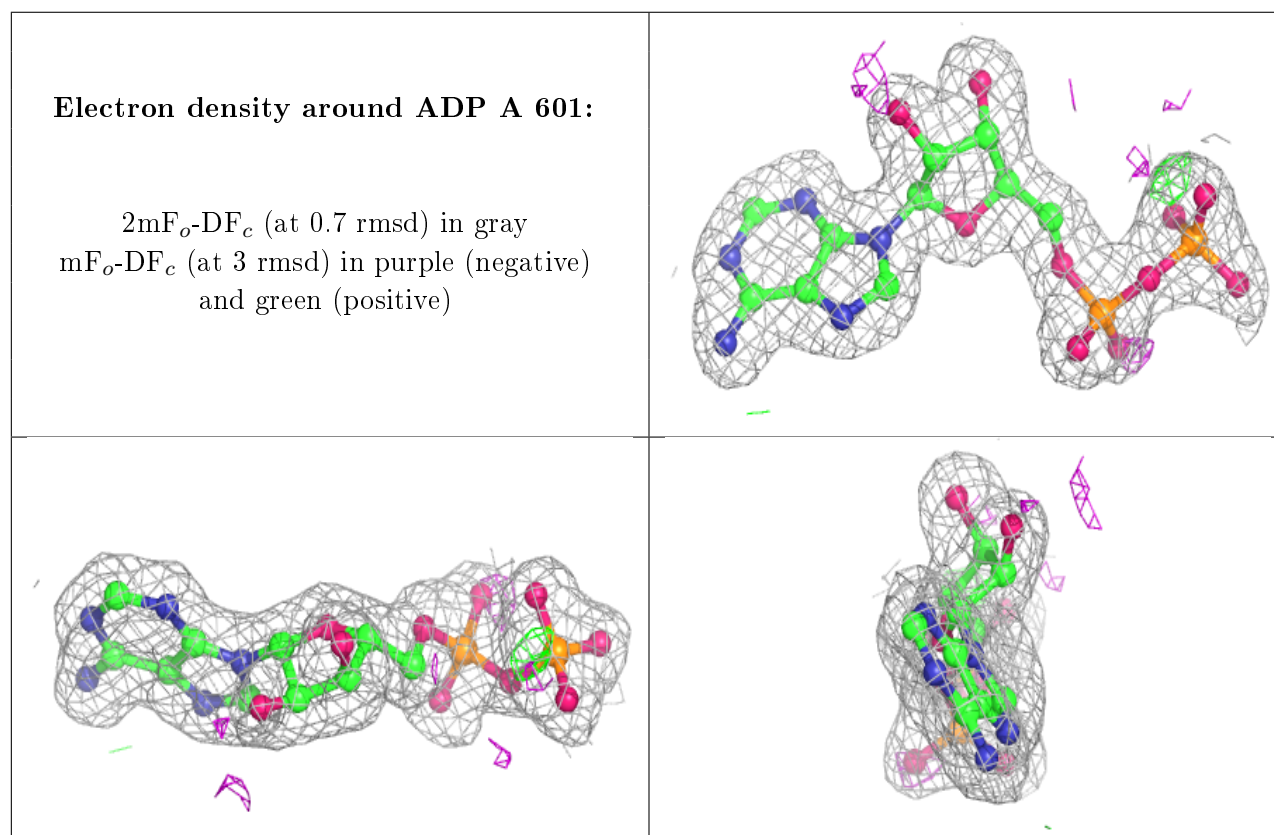 Electron density around ADP A 601:
2mFo-DFc (at 0.7 rmsd) in gray
mFo-DFc (at 3 rmsd) in purple (negative)
and green (positive)